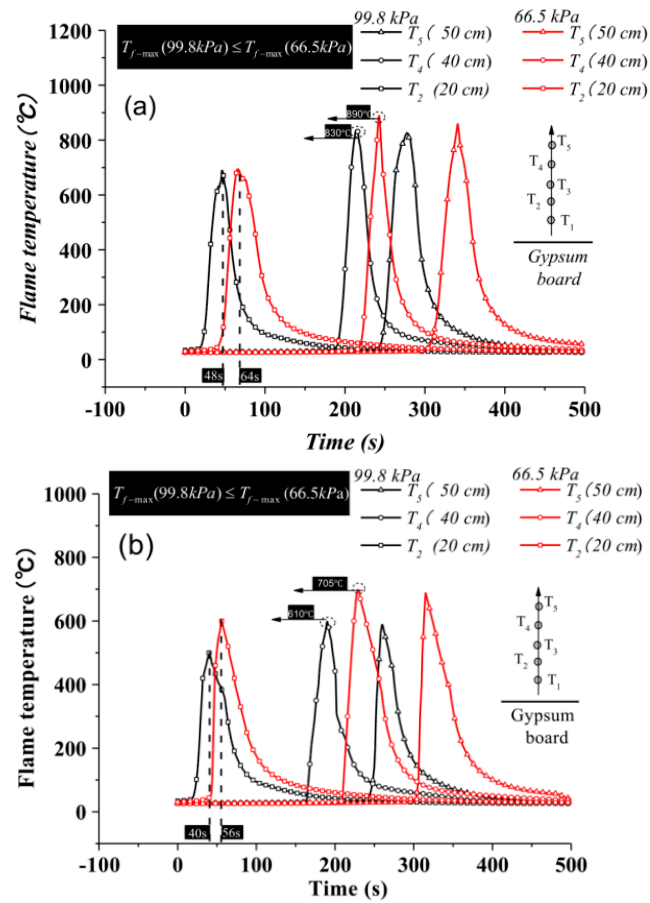 99.8 kPa 66.5 kPa
T_{f-max}(99.8kPa) ≤ T_{f-max}(66.5kPa)
T5 ( 50 cm) T5 (50 cm)
T4 ( 40 cm) T4 (40 cm)
T2 (20 cm) T2 (20 cm)
(a)
890℃
830℃
T5
T4
T3
T2
T1
Gypsum
board
48s 64s
1200
1000
800
600
400
200
0
Flame temperature (℃)
-100 0 100 200 300 400 500
Time (s)
99.8 kPa 66.5 kPa
T_{f-max}(99.8kPa) ≤ T_{f-max}(66.5kPa)
T5 ( 50 cm) T5 (50 cm)
T4 ( 40 cm) T4 (40 cm)
T2 (20 cm) T2 (20 cm)
(b)
705℃
610℃
T5
T4
T3
T2
T1
Gypsum
board
40s 56s
1000
800
600
400
200
0
Flame temperature (℃)
-100 0 100 200 300 400 500
Time (s)